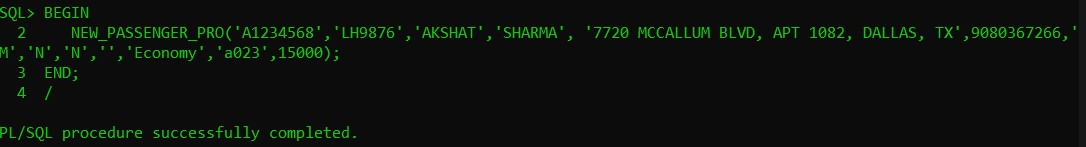 SQL> BEGIN
  2     NEW_PASSENGER_PRO('A1234568','LH9876','AKSHAT','SHARMA', '7720 MCCALLUM BLVD, APT 1082, DALLAS, TX',9080367266,'
M','N','N','','Economy','a023',15000);
  3  END;
  4  /
PL/SQL procedure successfully completed.